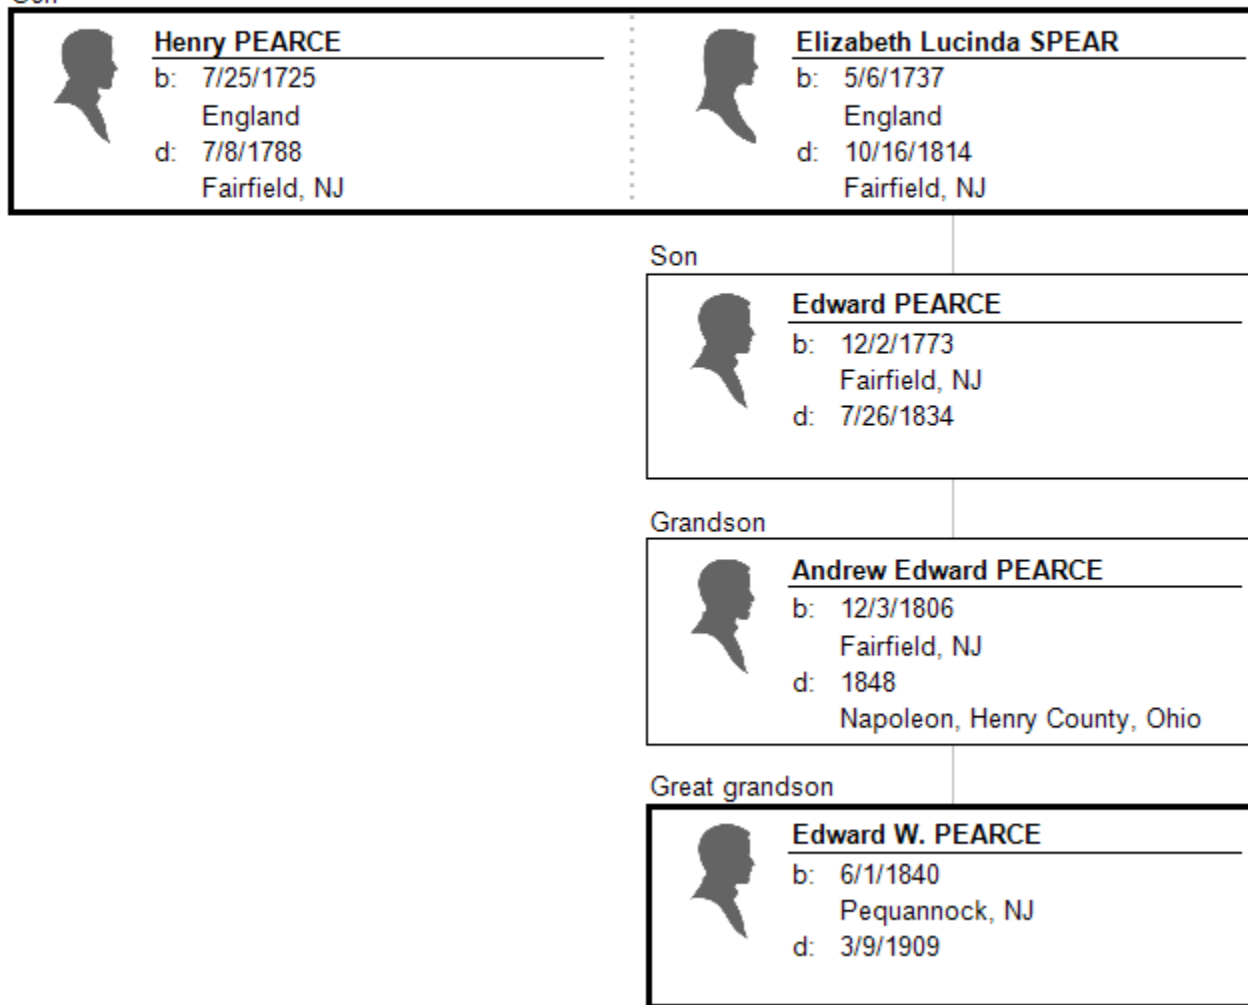 Henry PEARCE
b: 7/25/1725
England
d: 7/8/1788
Fairfield, NJ
Elizabeth Lucinda SPEAR
b: 5/6/1737
England
d: 10/16/1814
Fairfield, NJ
Son
Edward PEARCE
b: 12/2/1773
Fairfield, NJ
d: 7/26/1834
Grandson
Andrew Edward PEARCE
b: 12/3/1806
Fairfield, NJ
d: 1848
Napoleon, Henry County, Ohio
Great grandson
Edward W. PEARCE
b: 6/1/1840
Pequannock, NJ
d: 3/9/1909